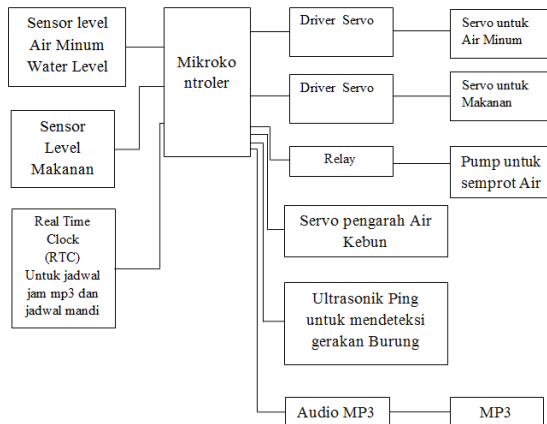 Sensor level
Air Minum
Water Level
Sensor
Level
Makanan
Real Time
Clock
(RTC)
Untuk jadwal
jam mp3 dan
jadwal mandi
Mikroko
ntroler
Driver Servo
Servo untuk
Air Minum
Driver Servo
Servo untuk
Makanan
Relay
Pump untuk
semprot Air
Servo pengarah Air
Kebun
Ultrasonik Ping
untuk mendeteksi
gerakan Burung
Audio MP3
MP3